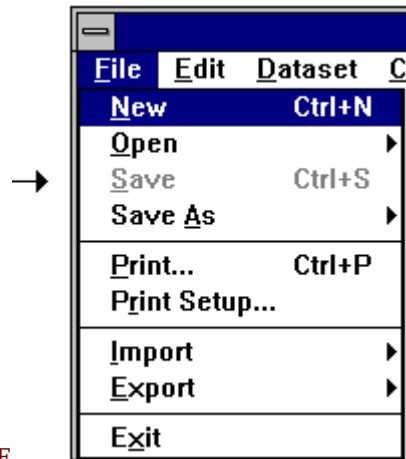 File Edit Dataset C
New Ctrl+N
Open
Save Ctrl+S
Save As
Print... Ctrl+P
Print Setup...
Import
Export
Exit